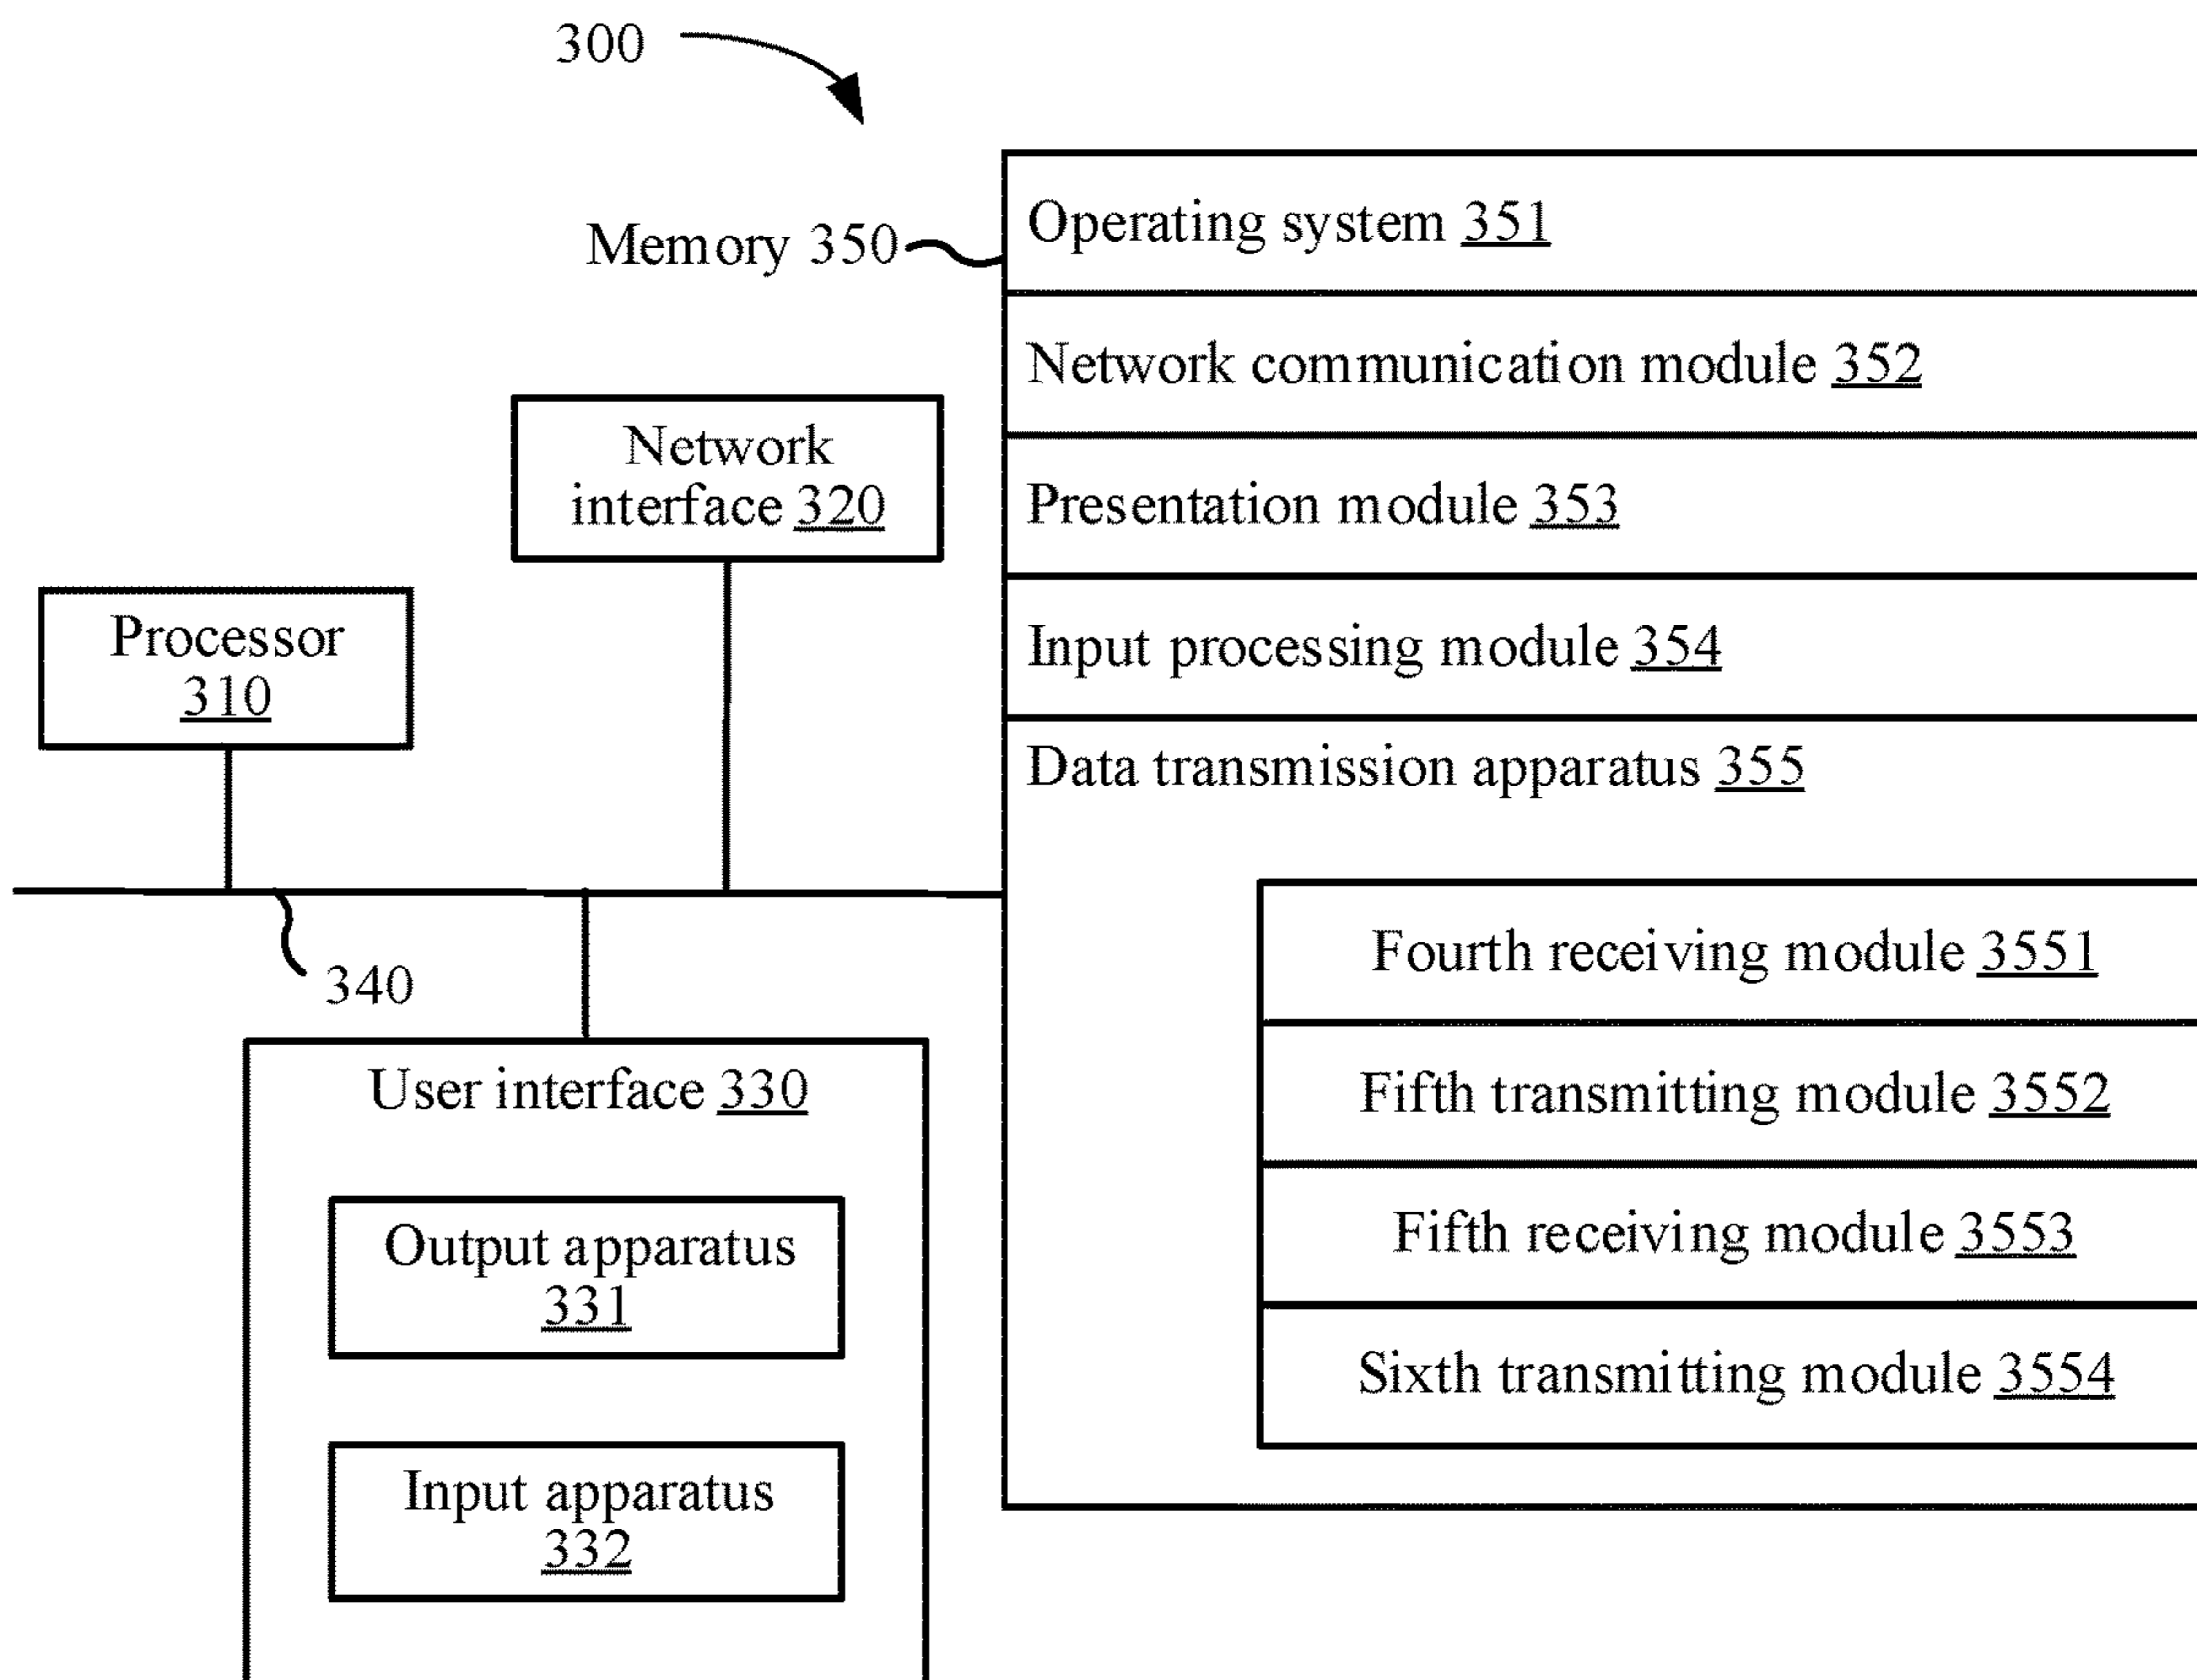 300
Memory 350
Operating system 351
Network communication module 352
Presentation module 353
Input processing module 354
Data transmission apparatus 355
Fourth receiving module 3551
Fifth transmitting module 3552
Fifth receiving module 3553
Sixth transmitting module 3554
Network
interface 320
Processor
310
340
User interface 330
Output apparatus
331
Input apparatus
332